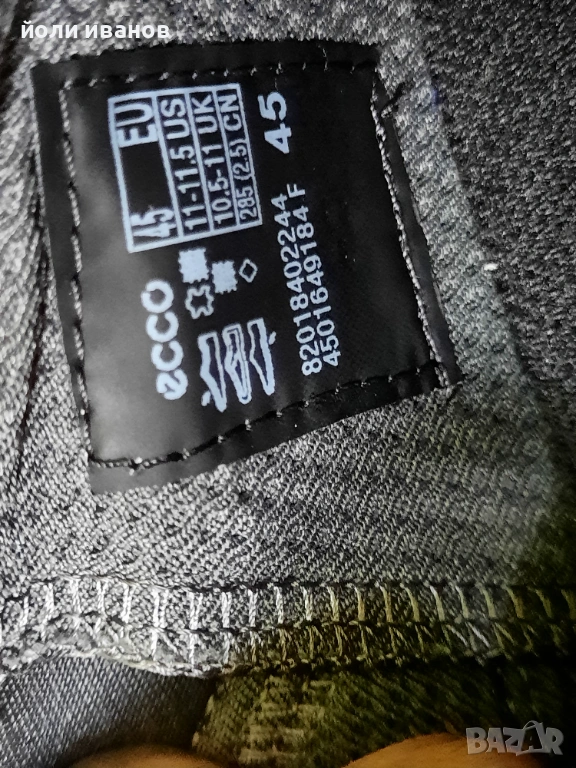 йоли иванов
45 EU
11-11.5 US
10.5-11 UK
285 (2.5) CN
45
ecco
82018402244
4501649184 F
BAZAR